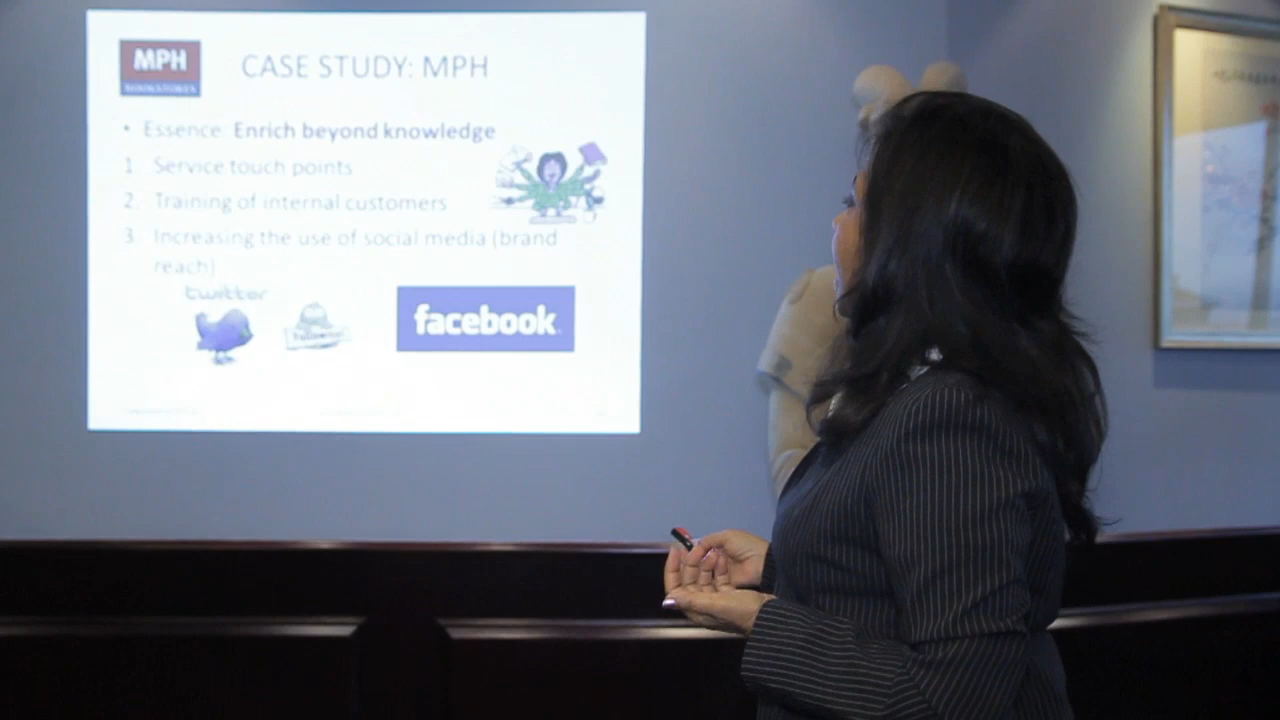 MPH
BOOKSTORES
CASE STUDY: MPH
• Essence Enrich beyond knowledge
1. Service touch points
2. Training of internal customers
3. Increasing the use of social media (brand
reach)
twitter
facebook